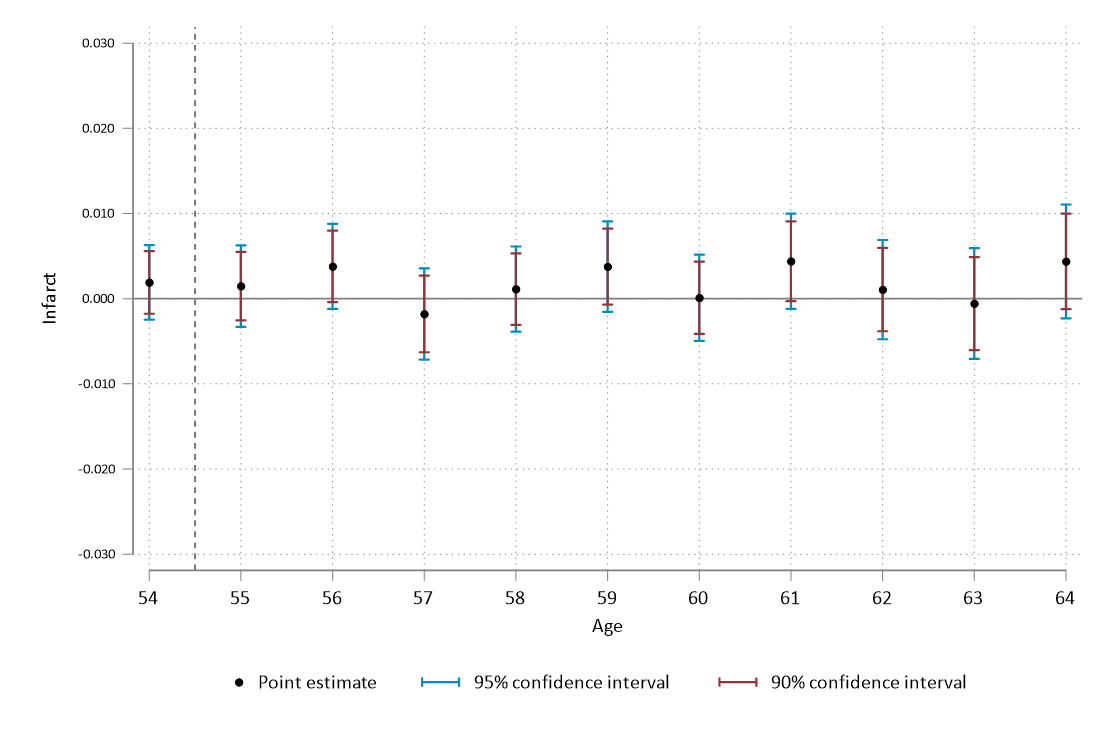 0.030
0.020
0.010
0.000
-0.010
-0.020
-0.030
Infarct
54 55 56 57 58 59 60 61 62 63 64
Age
Point estimate 95% confidence interval 90% confidence interval